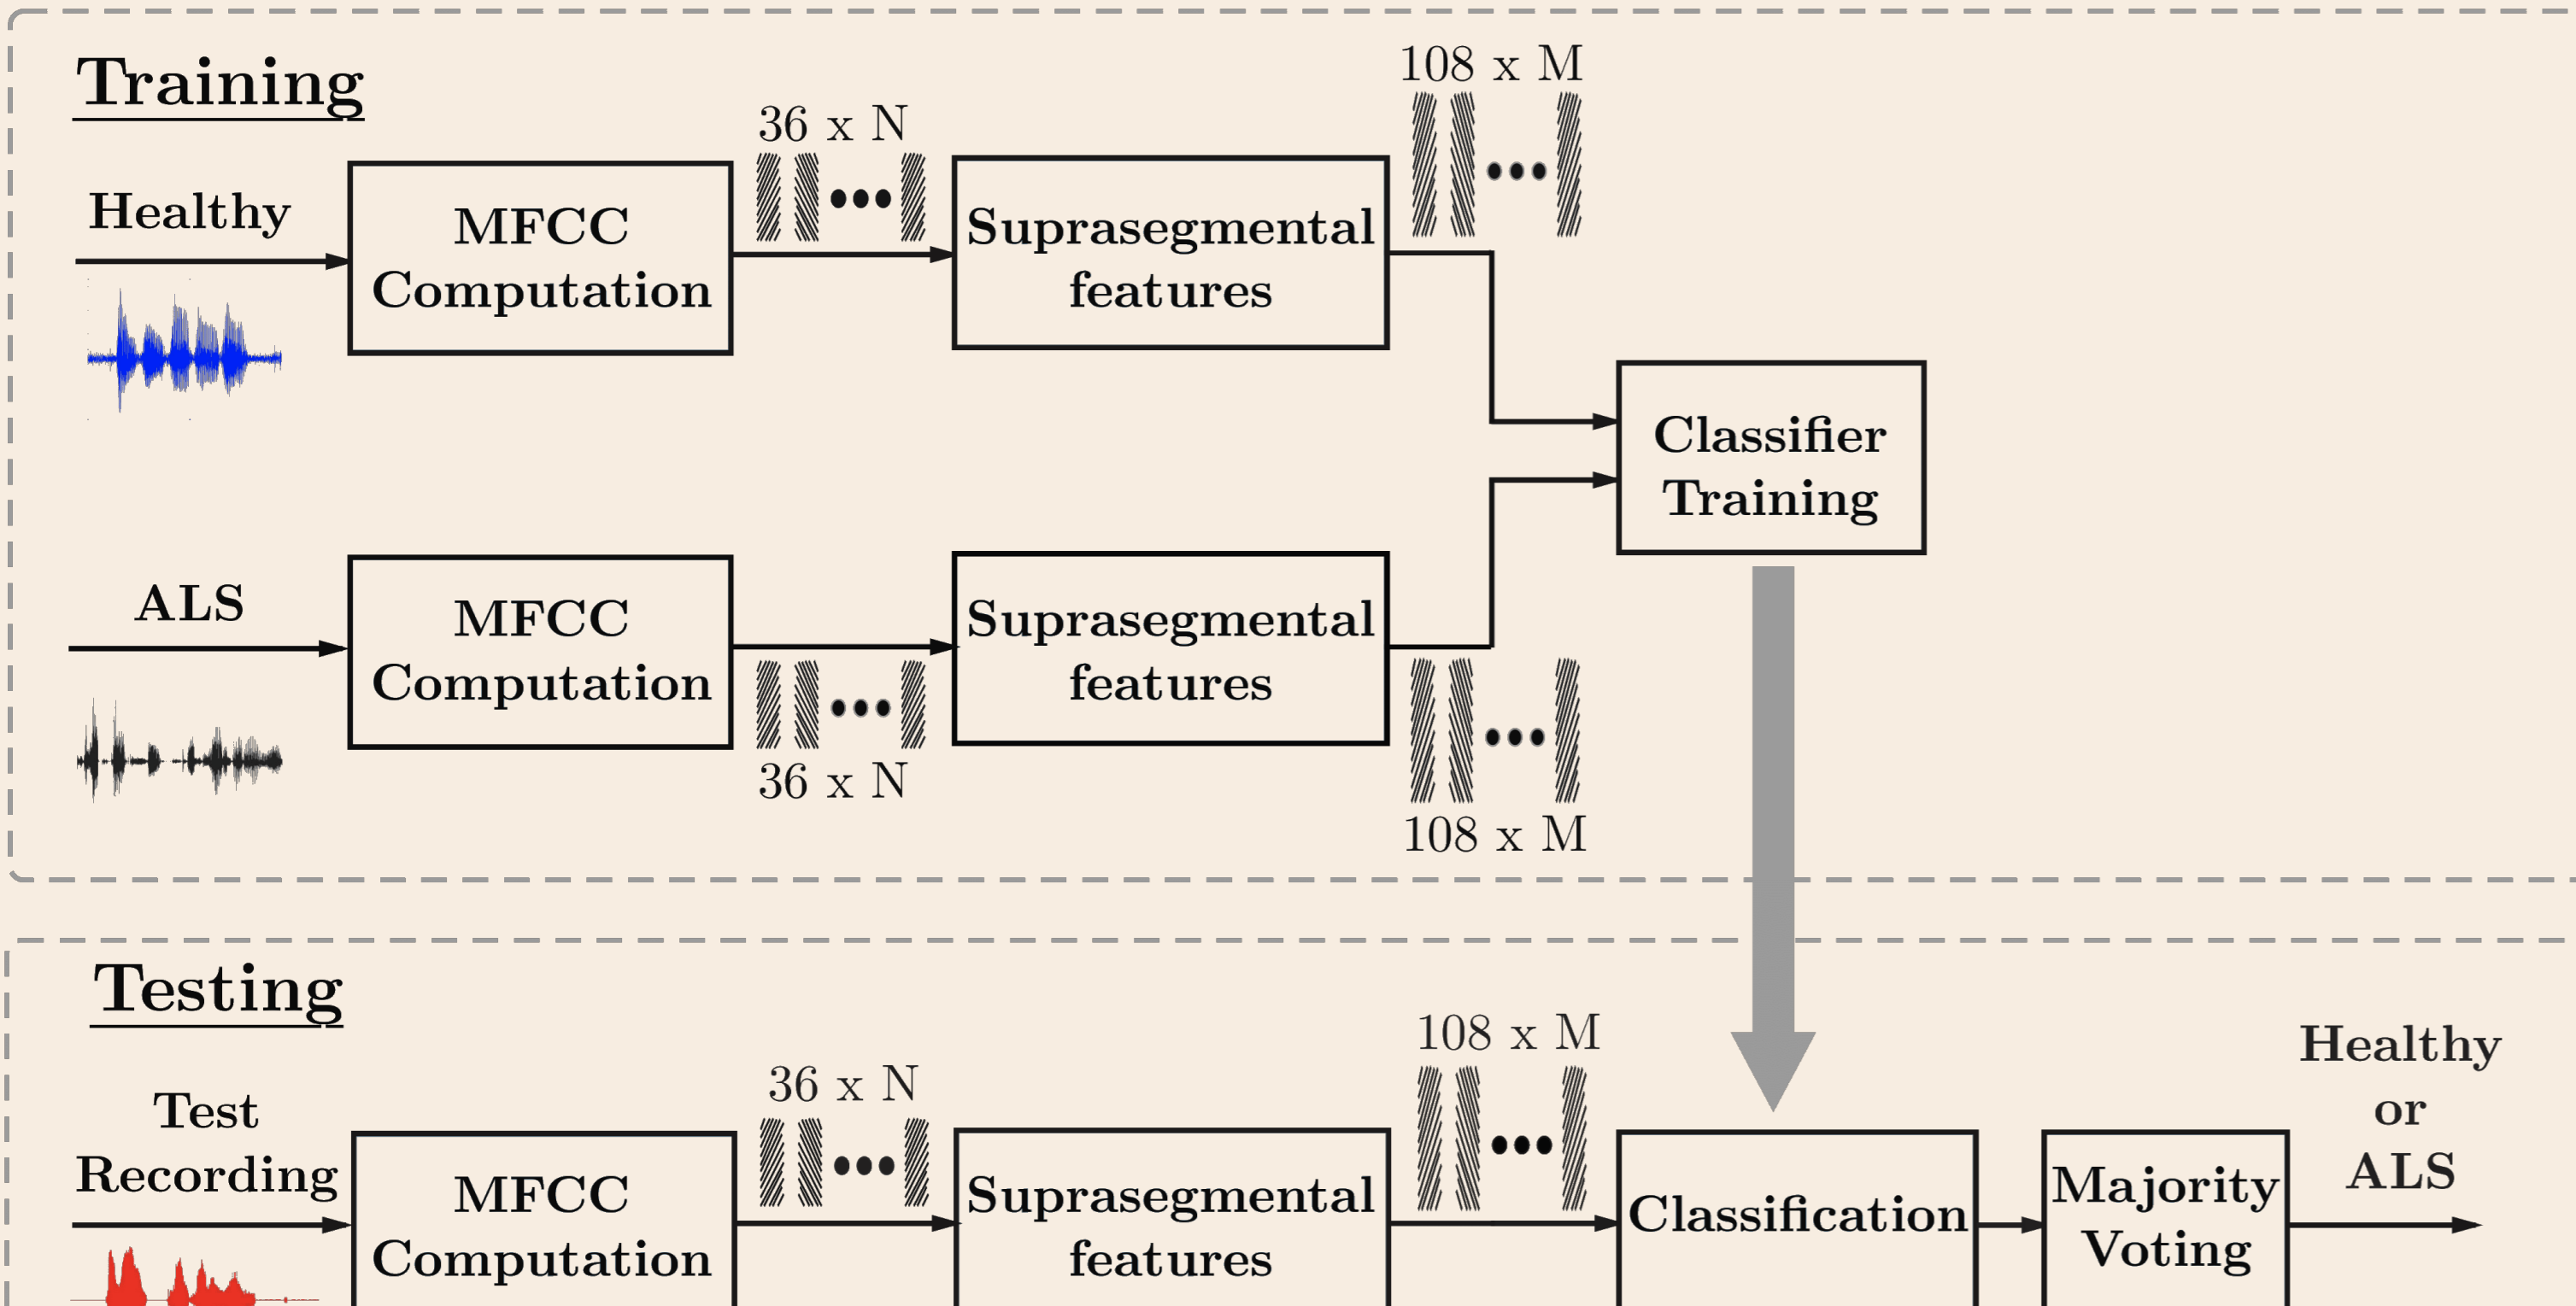 Training
108 x M
36 x N
Healthy
MFCC
Computation
Suprasegmental
features
Classifier
Training
ALS
MFCC
Computation
Suprasegmental
features
36 x N
108 x M
Testing
108 x M
36 x N
Test
Recording
MFCC
Computation
Suprasegmental
features
Classification
Majority
Voting
Healthy
or
ALS